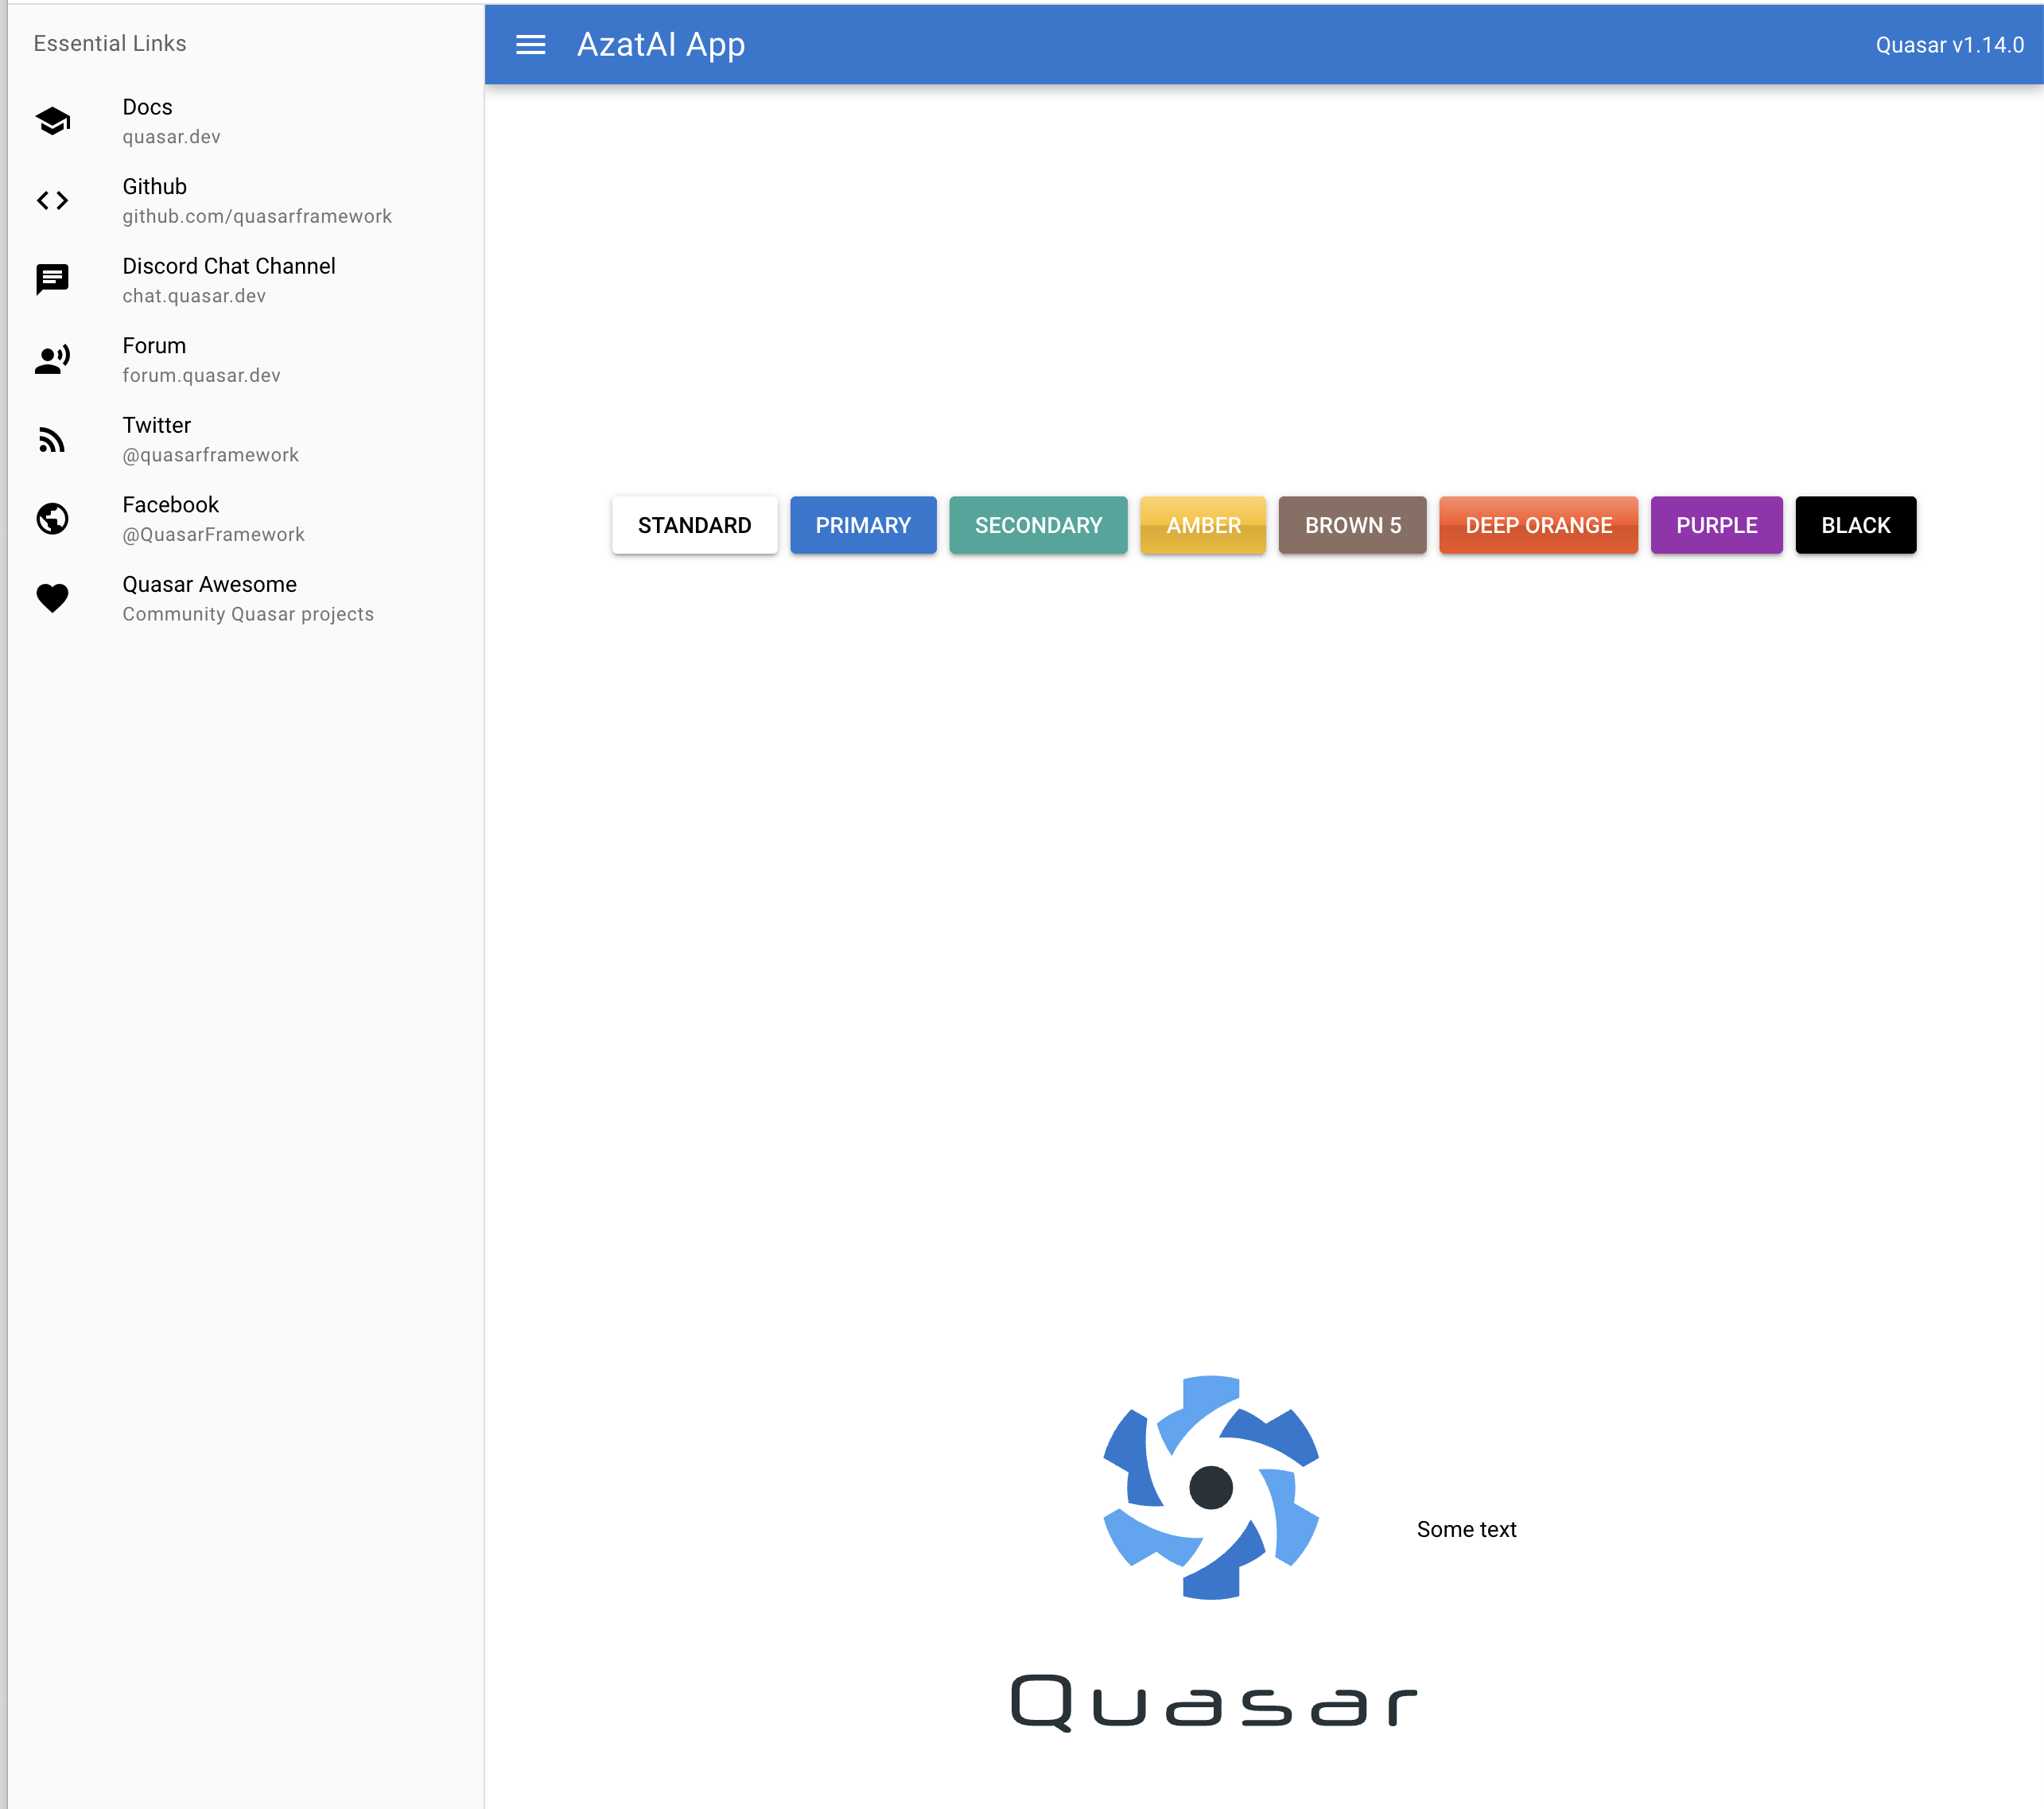 Essential Links
Docs
quasar.dev
Github
github.com/quasarframework
Discord Chat Channel
chat.quasar.dev
Forum
forum.quasar.dev
Twitter
@quasarframework
Facebook
@QuasarFramework
Quasar Awesome
Community Quasar projects
AzatAI App
Quasar v1.14.0
STANDARD
PRIMARY
SECONDARY
AMBER
BROWN 5
DEEP ORANGE
PURPLE
BLACK
Some text
Quasar